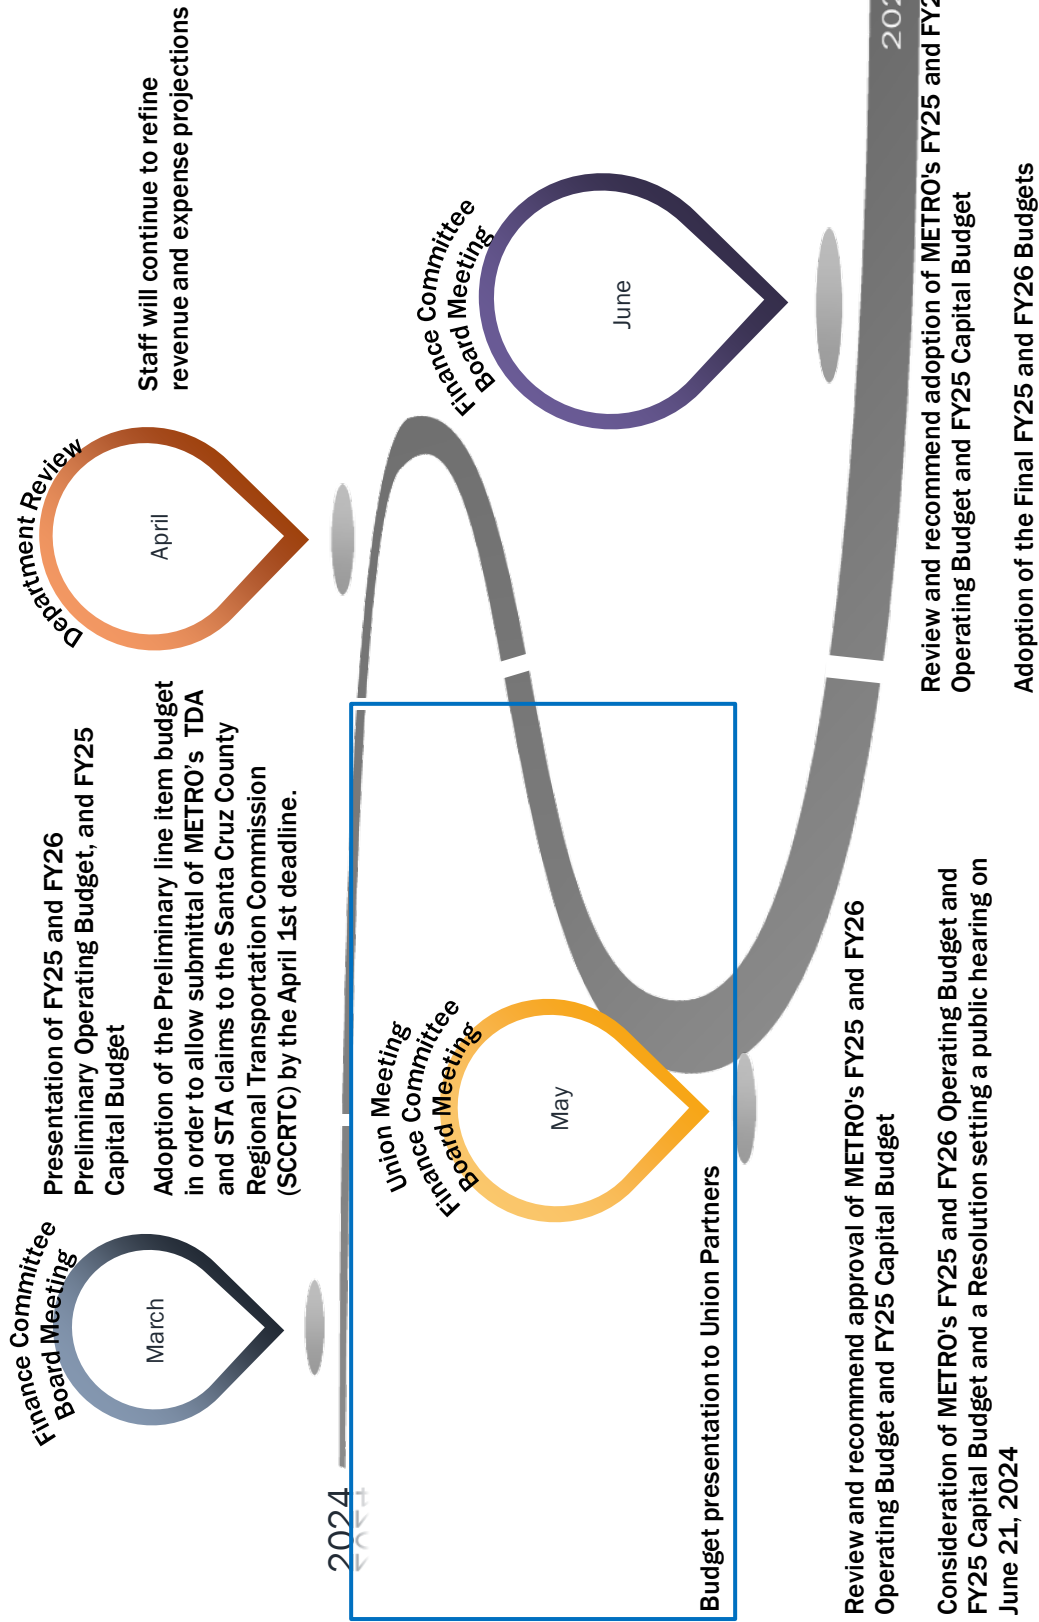 2024
Finance Committee
Board Meeting
March
Presentation of FY25 and FY26
Preliminary Operating Budget, and FY25
Capital Budget
Adoption of the Preliminary line item budget
in order to allow submittal of METRO's TDA
and STA claims to the Santa Cruz County
Regional Transportation Commission
(SCCRTC) by the April 1st deadline.
Department Review
April
Staff will continue to refine
revenue and expense projections
Union Meeting
Finance Committee
Board Meeting
May
Budget presentation to Union Partners
Review and recommend approval of METRO's FY25 and FY26
Operating Budget and FY25 Capital Budget
Consideration of METRO's FY25 and FY26 Operating Budget and
FY25 Capital Budget and a Resolution setting a public hearing on
June 21, 2024
Finance Committee
Board Meeting
June
Review and recommend adoption of METRO's FY25 and
Operating Budget and FY25 Capital Budget
Adoption of the Final FY25 and FY26 Budgets